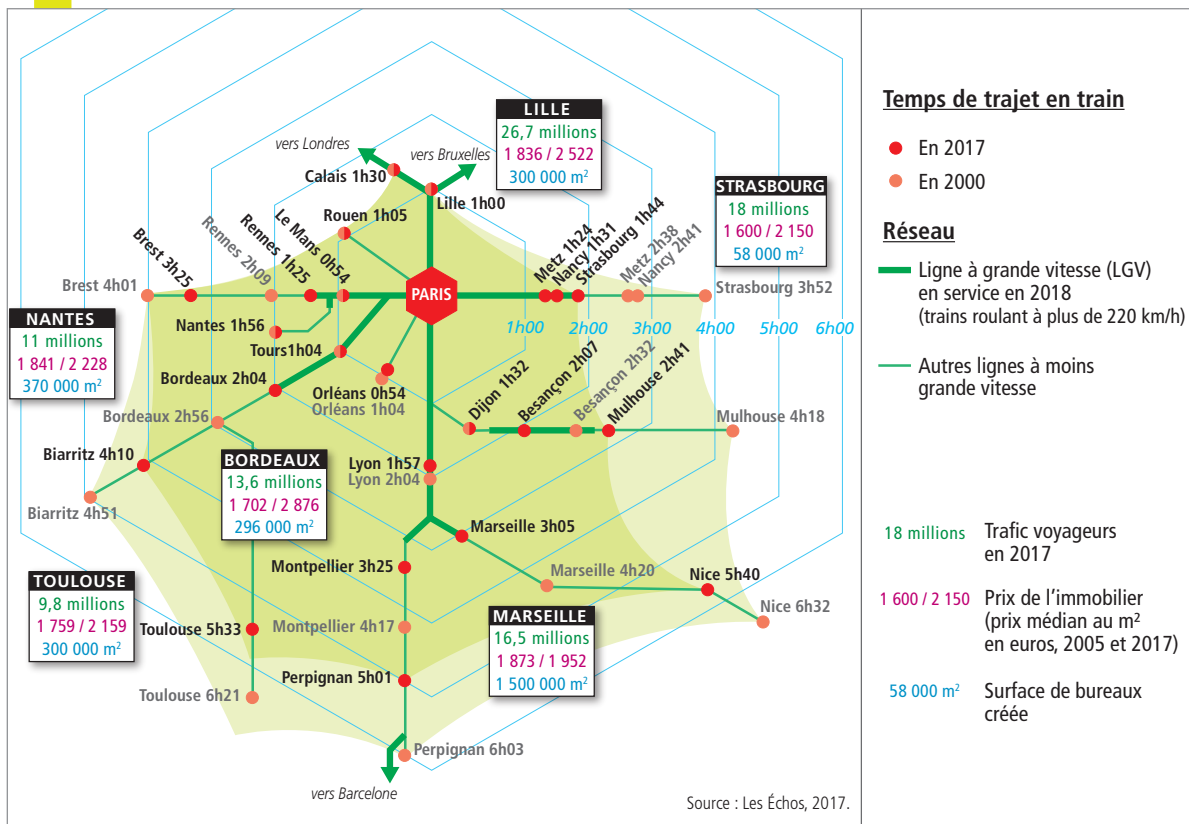 vers Londres
vers Bruxelles
Calais 1h30
Lille 1h00
Rouen 1h05
Le Mans 0h54
Rennes 1h25
Rennes 2h09
Brest 3h25
Brest 4h01
PARIS
Metz 1h24
Nancy 1h31
Strasbourg 1h44
Metz 2h38
Nancy 2h41
Strasbourg 3h52
1h00
2h00
3h00
4h00
5h00
6h00
LILLE
26,7 millions
1 836 / 2 522
300 000 m²
STRASBOURG
18 millions
1 600 / 2 150
58 000 m²
NANTES
11 millions
1 841 / 2 228
370 000 m²
Nantes 1h56
Tours1h04
Bordeaux 2h04
Orléans 0h54
Orléans 1h04
Bordeaux 2h56
Dijon 1h32
Besançon 2h07
Besançon 2h32
Mulhouse 2h41
Mulhouse 4h18
Biarritz 4h10
Biarritz 4h51
BORDEAUX
13,6 millions
1 702 / 2 876
296 000 m²
Lyon 1h57
Lyon 2h04
Marseille 3h05
Montpellier 3h25
Marseille 4h20
Nice 5h40
Nice 6h32
TOULOUSE
9,8 millions
1 759 / 2 159
300 000 m²
Toulouse 5h33
Toulouse 6h21
Montpellier 4h17
MARSEILLE
16,5 millions
1 873 / 1 952
1 500 000 m²
Perpignan 5h01
Perpignan 6h03
vers Barcelone
Source : Les Échos, 2017.
Temps de trajet en train
En 2017
En 2000
Réseau
Ligne à grande vitesse (LGV)
en service en 2018
(trains roulant à plus de 220 km/h)
Autres lignes à moins
grande vitesse
18 millions Trafic voyageurs
en 2017
1 600 / 2 150 Prix de l'immobilier
(prix médian au m²
en euros, 2005 et 2017)
58 000 m² Surface de bureaux
créée